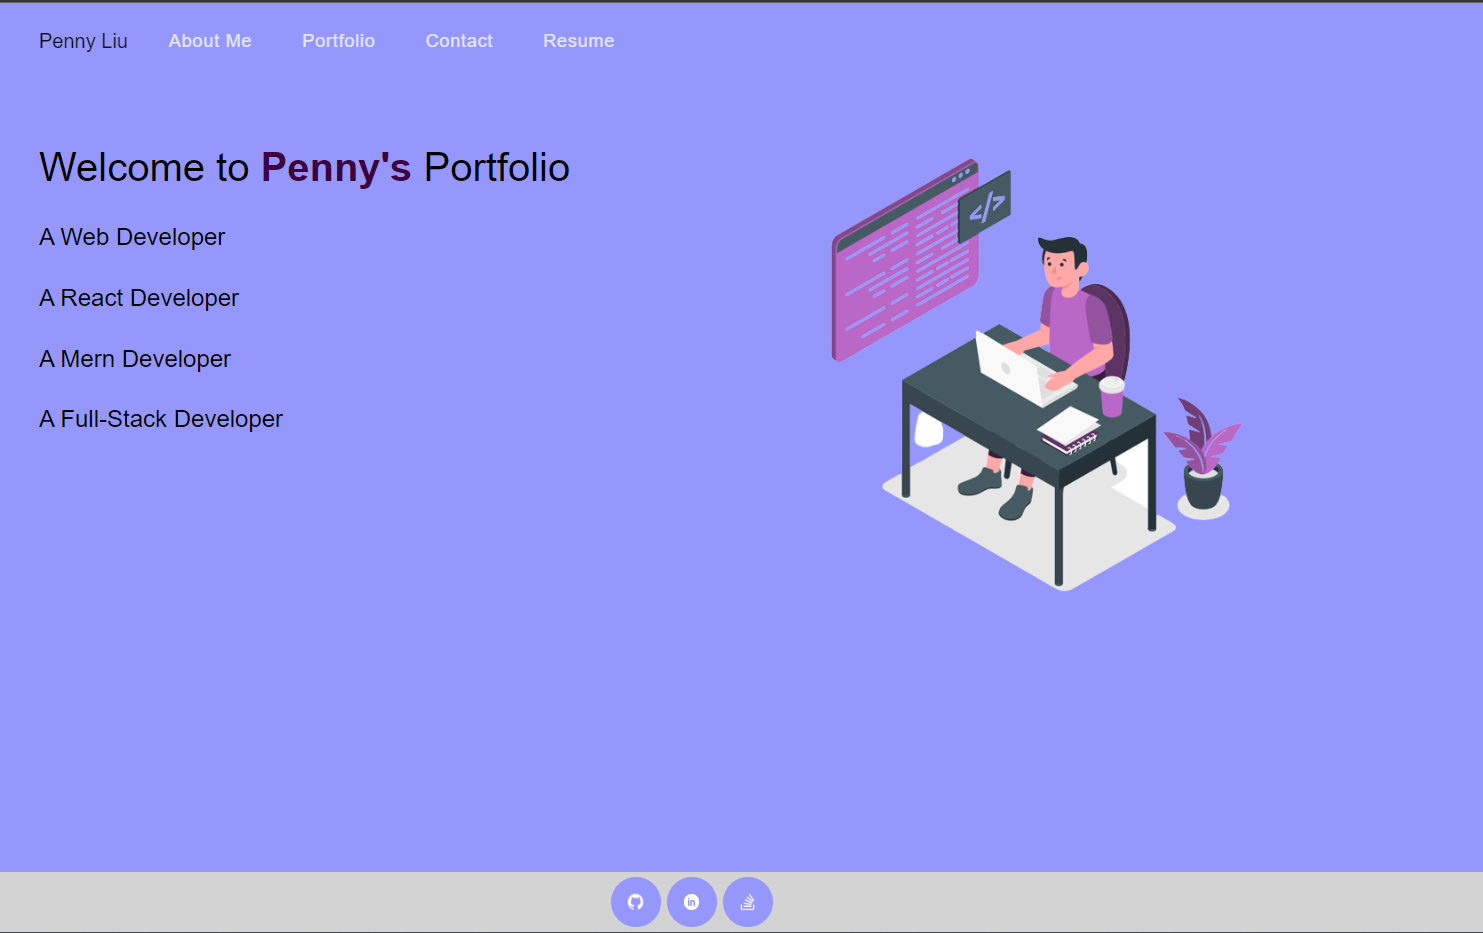 Penny Liu About Me Portfolio Contact Resume
Welcome to Penny's Portfolio
A Web Developer
A React Developer
A Mern Developer
A Full-Stack Developer
</>
in